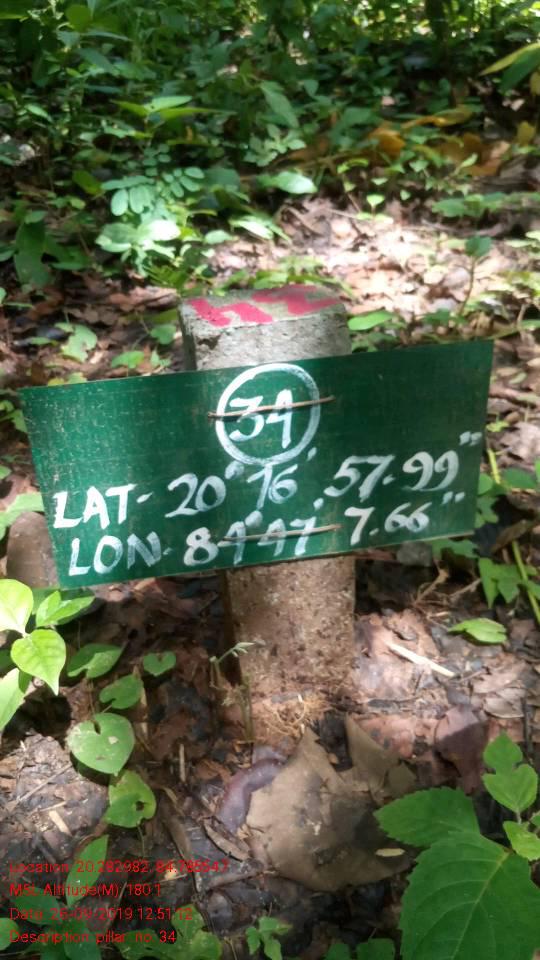 34
LAT- 20° 16' 57.99"
LON- 84° 47' 7.66"
Location: 20.282982, 84.785547
MSL Altitude(M): 180.1
Date: 26-09-2019 12:51:12
Description: pillar no 34